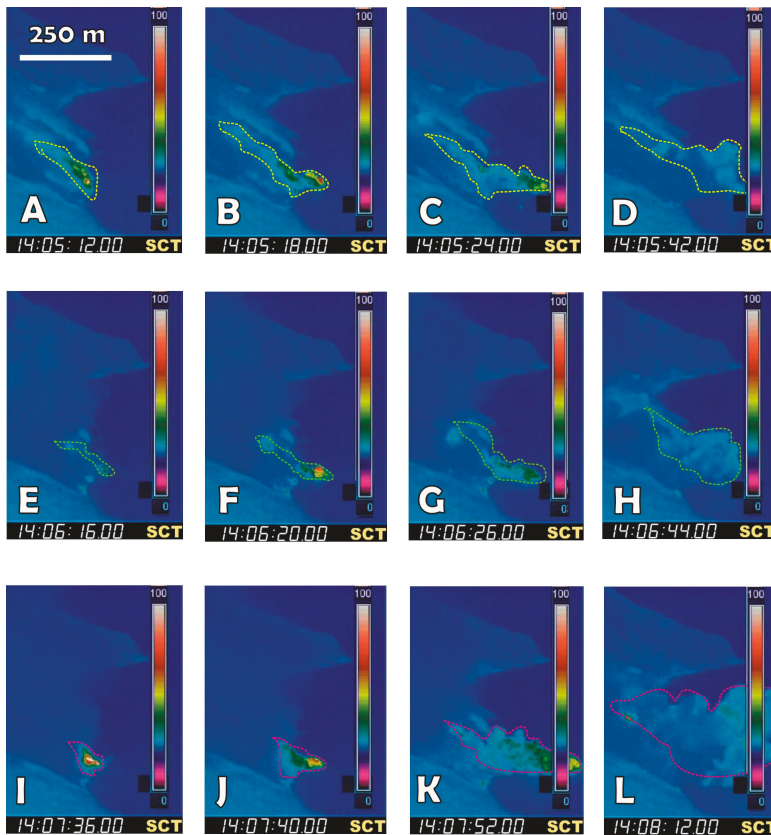 100
250 m
A
0
14:05:12.00 SCT
100
B
0
14:05:18.00 SCT
100
C
0
14:05:24.00 SCT
100
D
0
14:05:42.00 SCT
100
E
0
14:06:16.00 SCT
100
F
0
14:06:20.00 SCT
100
G
0
14:06:26.00 SCT
100
H
0
14:06:44.00 SCT
100
I
0
14:07:36.00 SCT
100
J
0
14:07:40.00 SCT
100
K
0
14:07:52.00 SCT
100
L
0
14:08:12.00 SCT